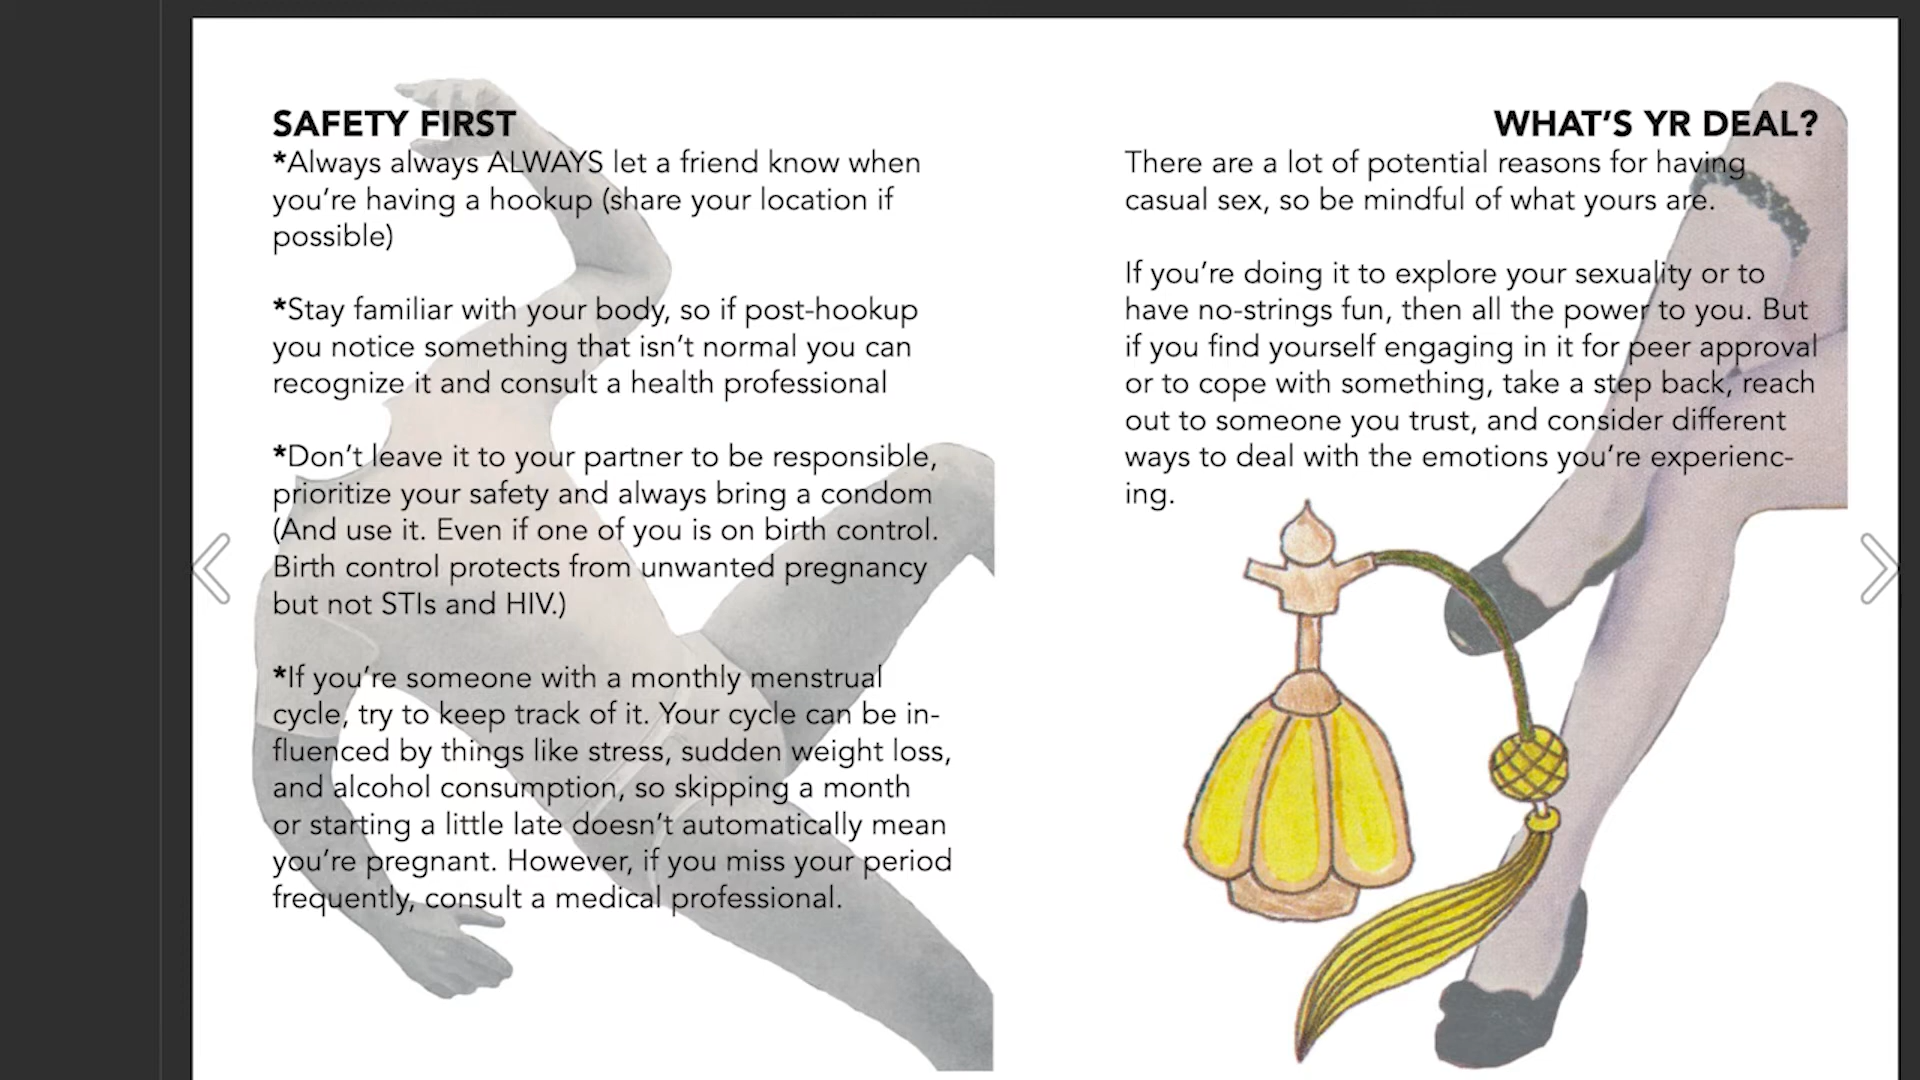 SAFETY FIRST
*Always always ALWAYS let a friend know when
you're having a hookup (share your location if
possible)
*Stay familiar with your body, so if post-hookup
you notice something that isn't normal you can
recognize it and consult a health professional
*Don't leave it to your partner to be responsible,
prioritize your safety and always bring a condom
(And use it. Even if one of you is on birth control.
Birth control protects from unwanted pregnancy
but not STIs and HIV.)
*If you're someone with a monthly menstrual
cycle, try to keep track of it. Your cycle can be in-
fluenced by things like stress, sudden weight loss,
and alcohol consumption, so skipping a month
or starting a little late doesn't automatically mean
you're pregnant. However, if you miss your period
frequently, consult a medical professional.
WHAT'S YR DEAL?
There are a lot of potential reasons for having
casual sex, so be mindful of what yours are.
If you're doing it to explore your sexuality or to
have no-strings fun, then all the power to you. But
if you find yourself engaging in it for peer approval
or to cope with something, take a step back, reach
out to someone you trust, and consider different
ways to deal with the emotions you're experienc-
ing.